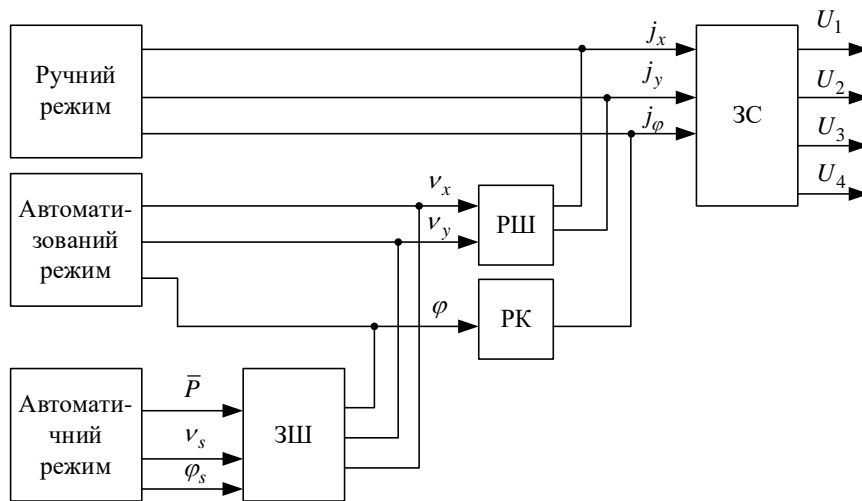 Ручний
режим
j_x
j_y
j_φ
ЗС
U_1
U_2
U_3
U_4
Автомати-
зований
режим
ν_x
ν_y
РШ
φ
РК
Автомати-
чний
режим
P̄
ν_s
φ_s
ЗШ